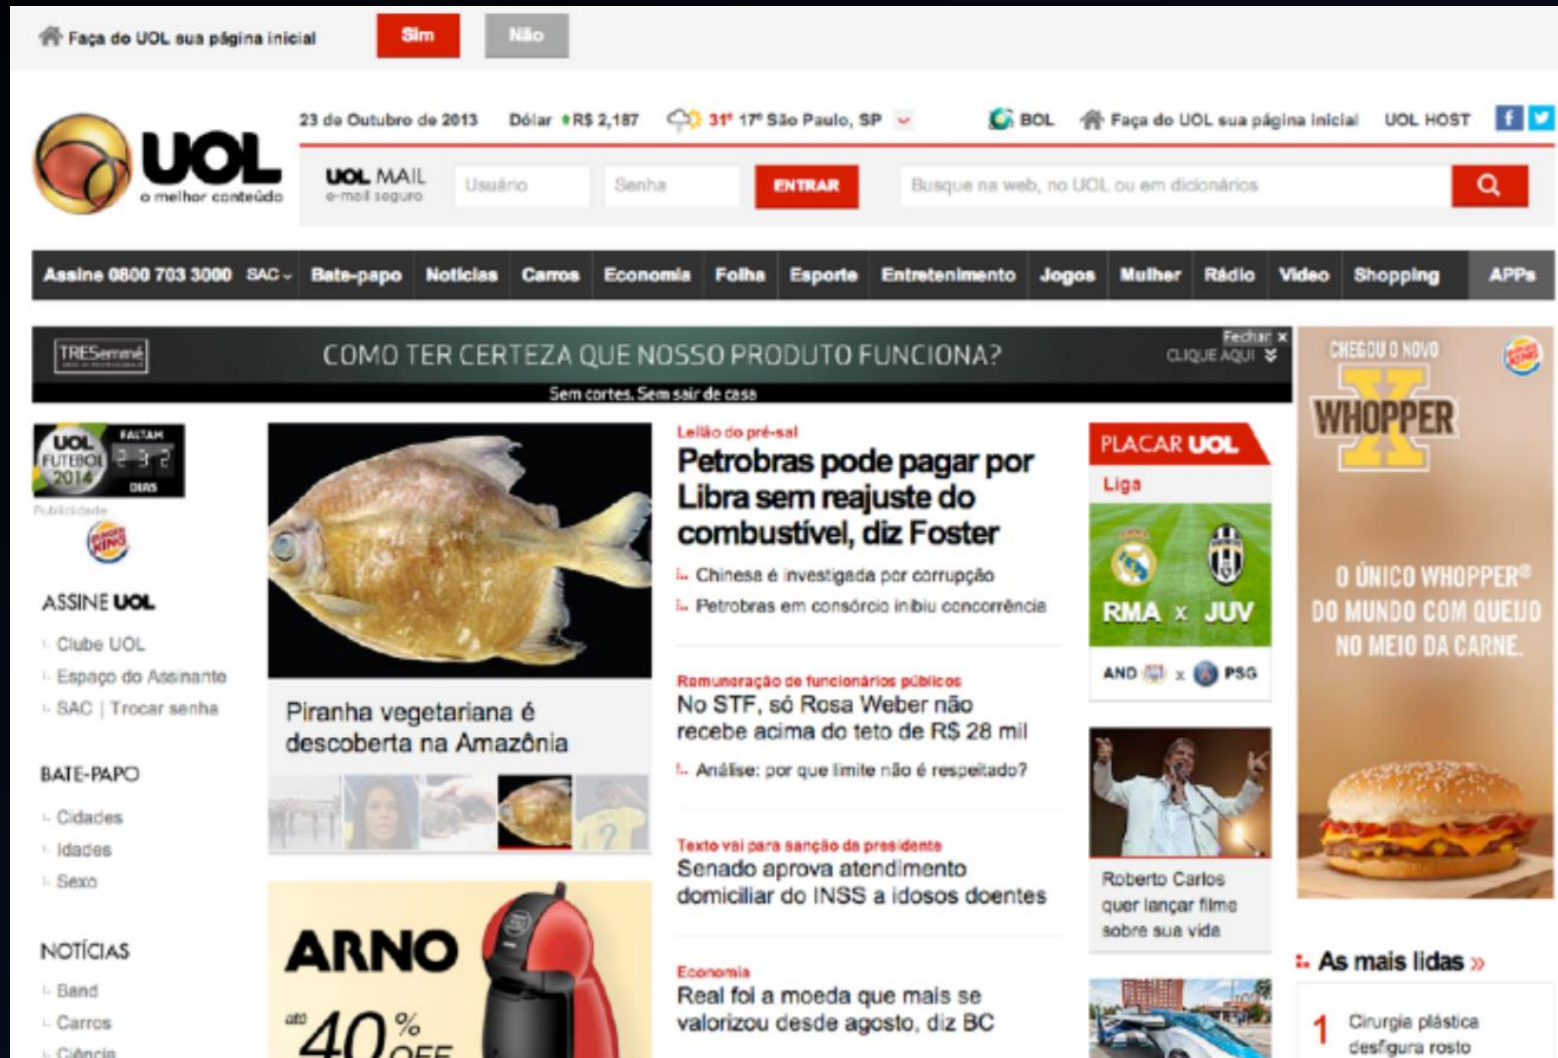 Faça do UOL sua página inicial
Sim
Não
UOL
o melhor conteúdo
23 de Outubro de 2013
Dólar R$ 2,187
31° 17° São Paulo, SP
BOL
Faça do UOL sua página inicial
UOL HOST
UOL MAIL
e-mail seguro
Usuário
Senha
ENTRAR
Busque na web, no UOL ou em dicionários
Assine 0800 703 3000 SAC Bate-papo Notícias Carros Economia Folha Esporte Entretenimento Jogos Mulher Rádio Vídeo Shopping APPs
TRESemmé
COMO TER CERTEZA QUE NOSSO PRODUTO FUNCIONA?
Fechar x
CLIQUE AQUI
Sem cortes. Sem sair de casa
UOL
FUTEBOL
2014
FALTAM
232
DIAS
Publicidade
BURGER
KING
ASSINE UOL
Clube UOL
Espaço do Assinante
SAC | Trocar senha
BATE-PAPO
Cidades
Idades
Sexo
NOTÍCIAS
Band
Carros
Ciência
Piranha vegetariana é
descoberta na Amazônia
ARNO
até
40%
OFF
Leilão do pré-sal
Petrobras pode pagar por
Libra sem reajuste do
combustível, diz Foster
Chinesa é investigada por corrupção
Petrobras em consórcio inibiu concorrência
Remuneração de funcionários públicos
No STF, só Rosa Weber não
recebe acima do teto de R$ 28 mil
Análise: por que limite não é respeitado?
Texto vai para sanção da presidente
Senado aprova atendimento
domiciliar do INSS a idosos doentes
Economia
Real foi a moeda que mais se
valorizou desde agosto, diz BC
PLACAR UOL
Liga
RMA x JUV
AND x PSG
Roberto Carlos
quer lançar filme
sobre sua vida
CHEGOU O NOVO
BURGER
KING
X
WHOPPER
O ÚNICO WHOPPER®
DO MUNDO COM QUEIJO
NO MEIO DA CARNE.
As mais lidas »
1
Cirurgia plástica
desfigura rosto